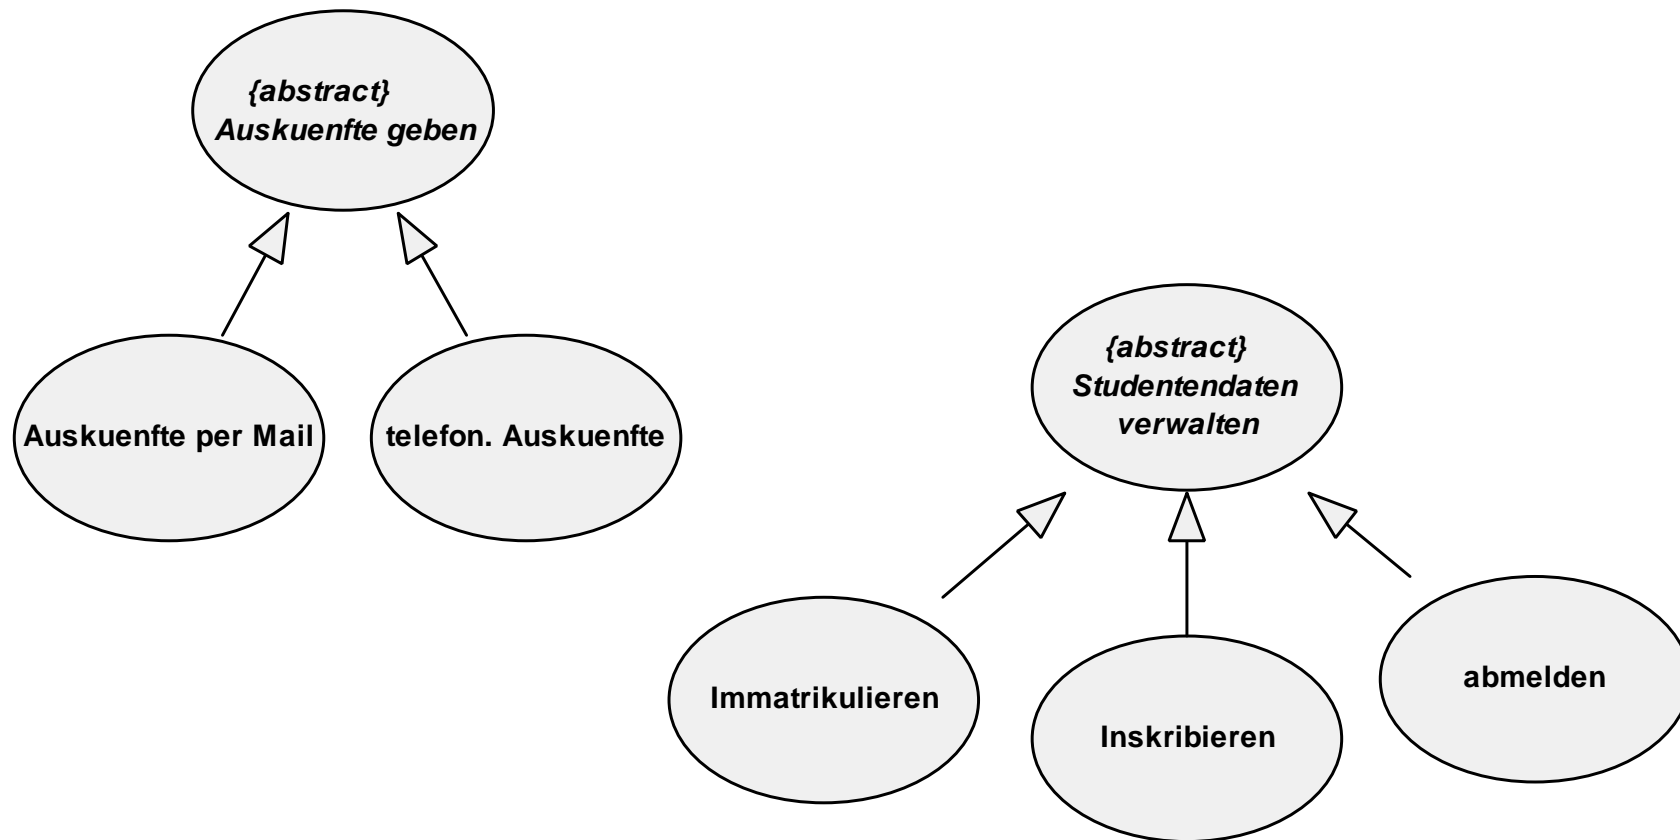 {abstract}
Auskuenfte geben
Auskuenfte per Mail
telefon. Auskuenfte
{abstract}
Studentendaten
verwalten
Immatrikulieren
Inskribieren
abmelden